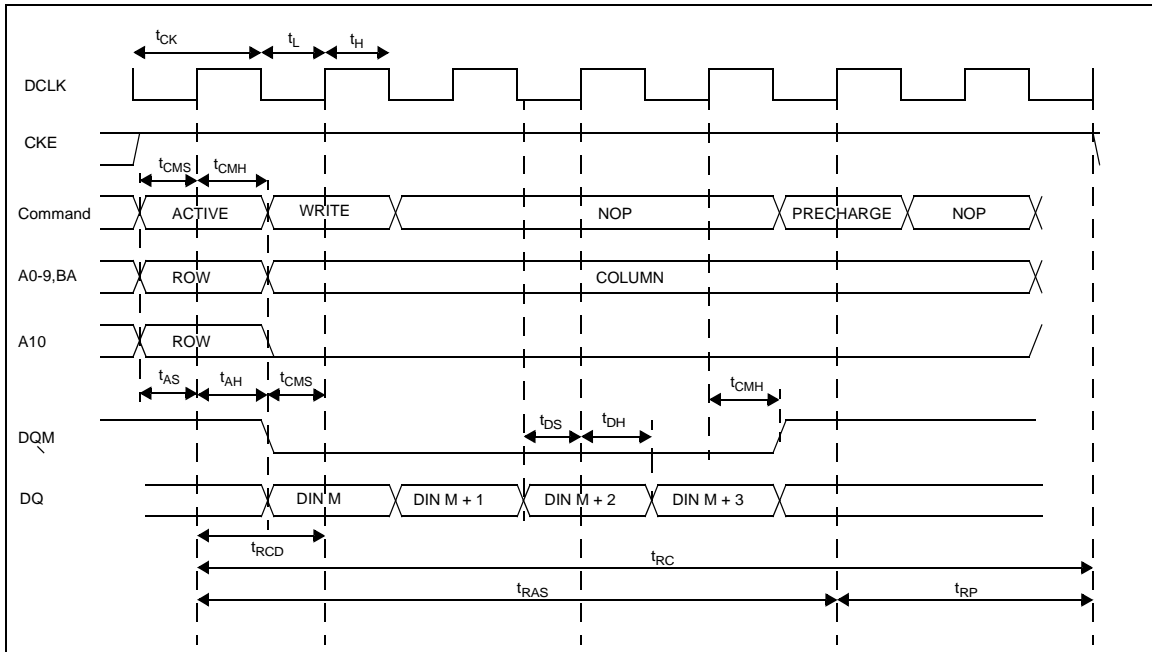 tCK tL tH
DCLK
CKE
tCMS tCMH
Command ACTIVE WRITE NOP PRECHARGE NOP
A0-9,BA ROW COLUMN
A10 ROW
tAS tAH tCMS tCMH
DQM tDS tDH
DQ DIN M DIN M + 1 DIN M + 2 DIN M + 3
tRCD tRC
tRAS tRP